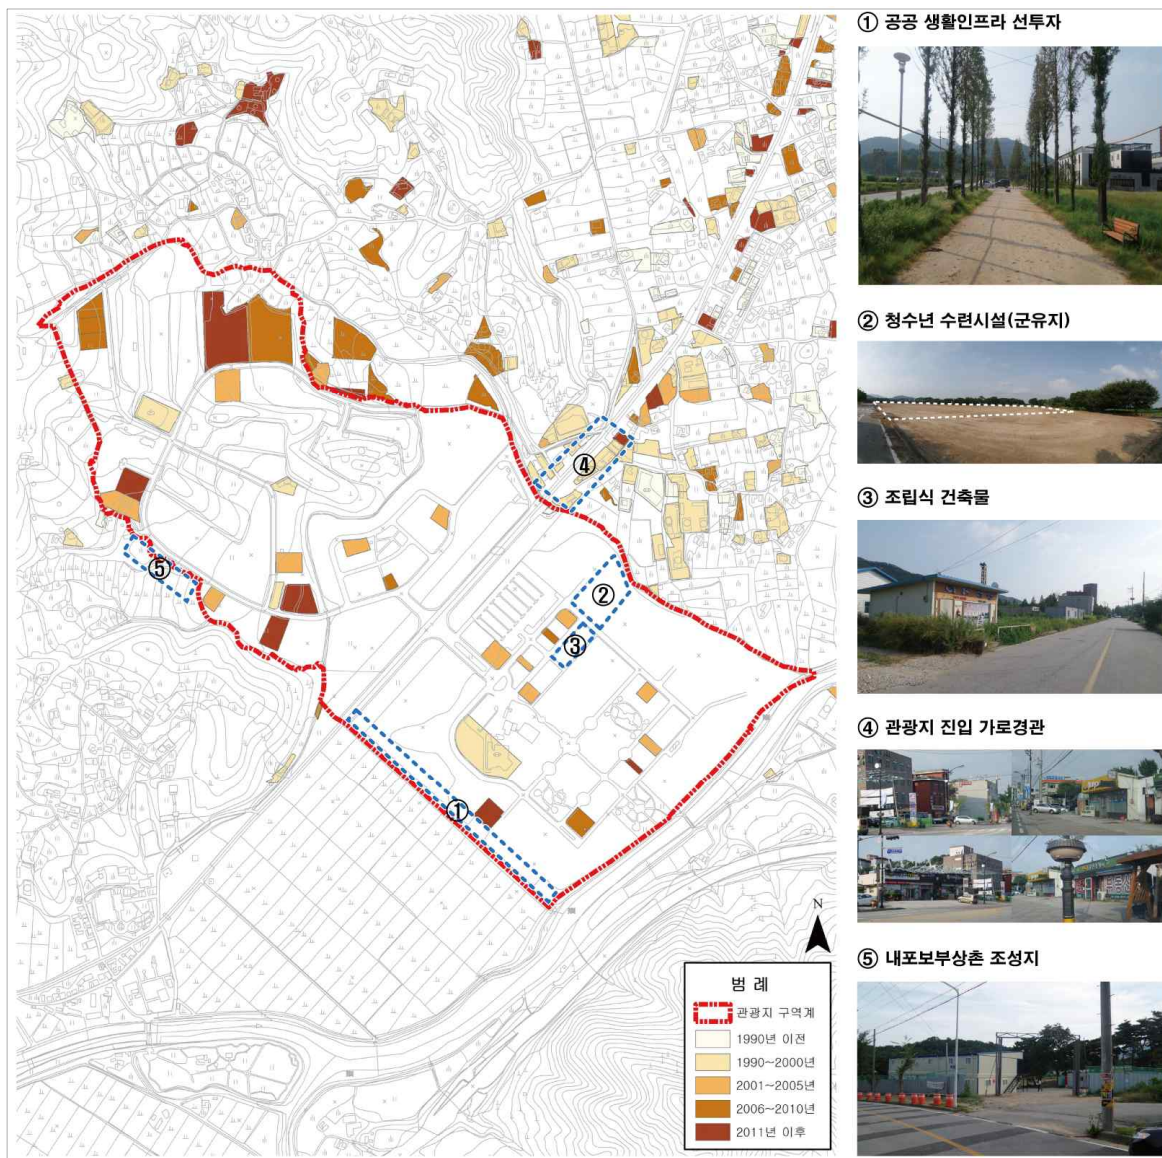 ① 공공 생활인프라 선투자
② 청수년 수련시설(군유지)
③ 조립식 건축물
④ 관광지 진입 가로경관
⑤ 내포보부상촌 조성지
④
⑤
②
③
①
N
범 례
관광지 구역계
1990년 이전
1990~2000년
2001~2005년
2006~2010년
2011년 이후